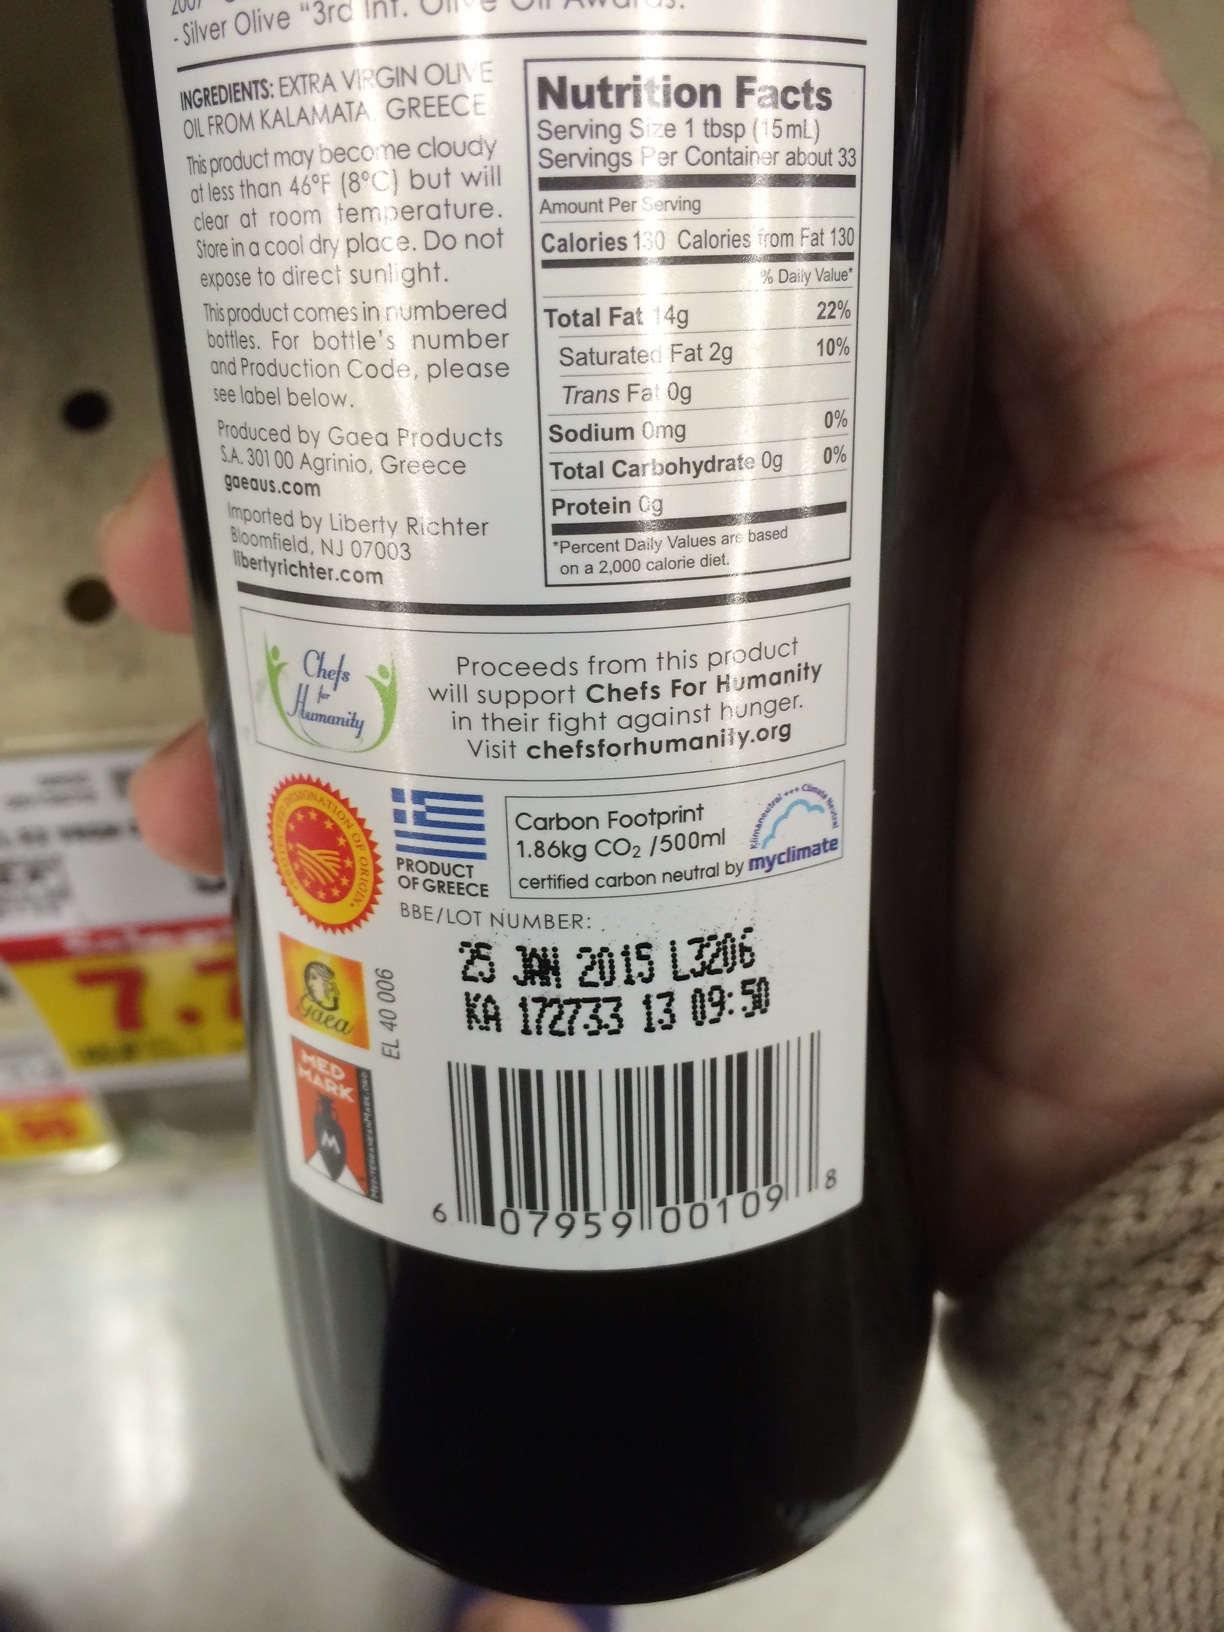 2007
- Silver Olive "3rd Int. Olive Oil Awards.
INGREDIENTS: EXTRA VIRGIN OLIVE
OIL FROM KALAMATA, GREECE
This product may become cloudy
at less than 46°F (8°C) but will
clear at room temperature.
Store in a cool dry place. Do not
expose to direct sunlight.
This product comes in numbered
bottles. For bottle's number
and Production Code, please
see label below.
Produced by Gaea Products
S.A. 301 00 Agrinio, Greece
gaeaus.com
Imported by Liberty Richter
Bloomfield, NJ 07003
libertyrichter.com
Nutrition Facts
Serving Size 1 tbsp (15mL)
Servings Per Container about 33
Amount Per Serving
Calories 130 Calories from Fat 130
% Daily Value*
Total Fat 14g 22%
Saturated Fat 2g 10%
Trans Fat 0g
Sodium 0mg 0%
Total Carbohydrate 0g 0%
Protein 0g
*Percent Daily Values are based
on a 2,000 calorie diet.
Chefs
for
Humanity
Proceeds from this product
will support Chefs For Humanity
in their fight against hunger.
Visit chefsforhumanity.org
PROTECTED DESIGNATION OF ORIGIN
PRODUCT
OF GREECE
Carbon Footprint
1.86kg CO₂ /500ml
certified carbon neutral by myclimate
Klimaneutral +++ Climate Neutral
BBE/LOT NUMBER:
25 JAN 2015 L3206
KA 172733 13 09:50
Gaea
EL 40 006
MED
MARK
M
MEDITERRANEANMARK.ORG
6 07959 00109 8
7.7